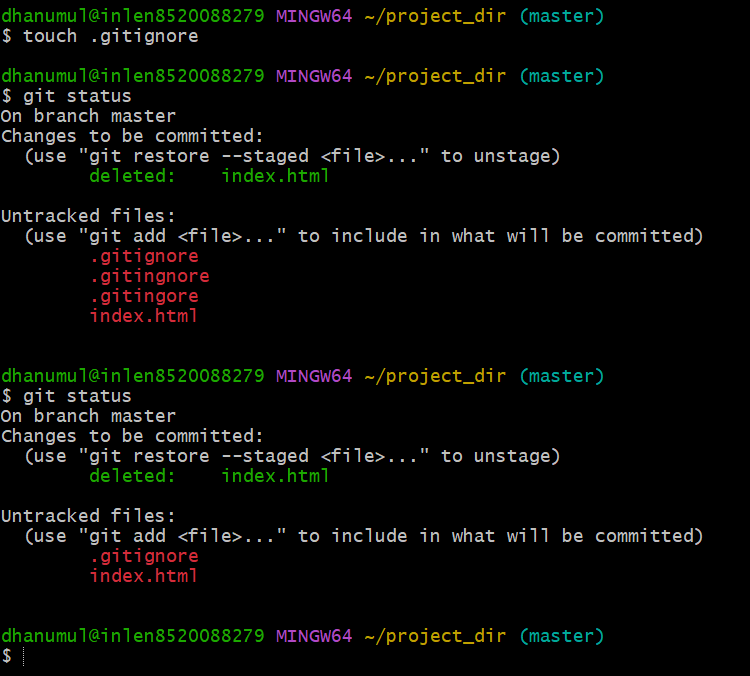 dhanumul@inlen8520088279 MINGW64 ~/project_dir (master)
$ touch .gitignore
dhanumul@inlen8520088279 MINGW64 ~/project_dir (master)
$ git status
On branch master
Changes to be committed:
  (use "git restore --staged <file>..." to unstage)
        deleted:    index.html
Untracked files:
  (use "git add <file>..." to include in what will be committed)
        .gitignore
        .gitingnore
        .gitingore
        index.html
dhanumul@inlen8520088279 MINGW64 ~/project_dir (master)
$ git status
On branch master
Changes to be committed:
  (use "git restore --staged <file>..." to unstage)
        deleted:    index.html
Untracked files:
  (use "git add <file>..." to include in what will be committed)
        .gitignore
        index.html
dhanumul@inlen8520088279 MINGW64 ~/project_dir (master)
$